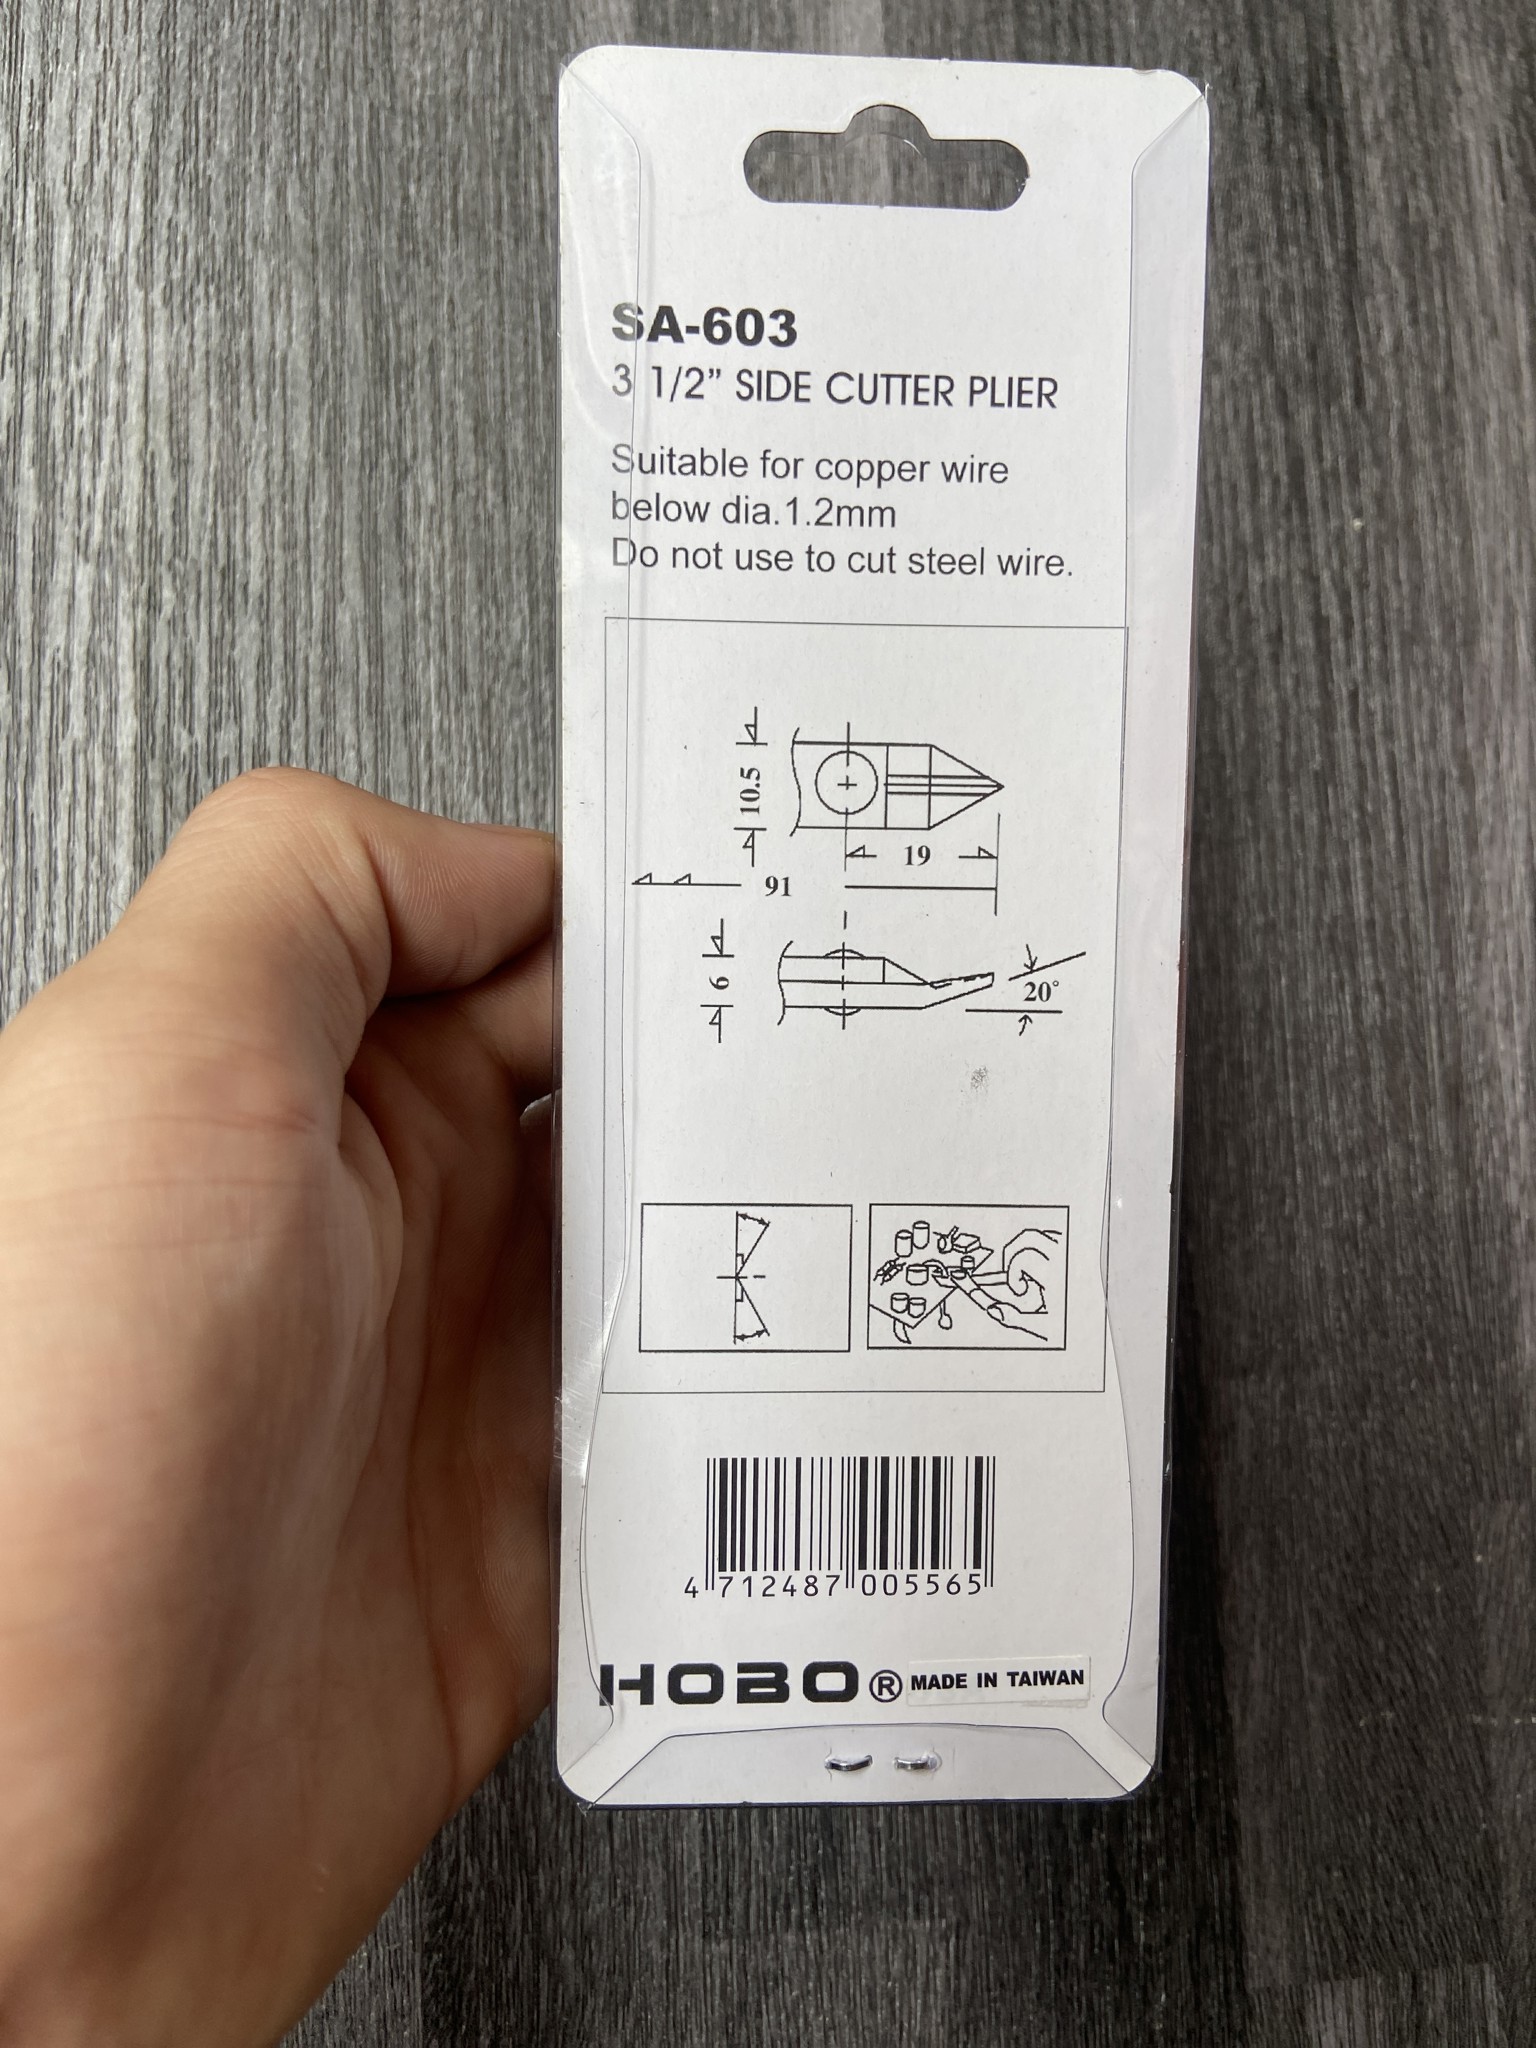 SA-603
3 1/2” SIDE CUTTER PLIER
Suitable for copper wire
below dia.1.2mm
Do not use to cut steel wire.
10.5
19
91
6
20°
4 712487 005565
HOBO® MADE IN TAIWAN